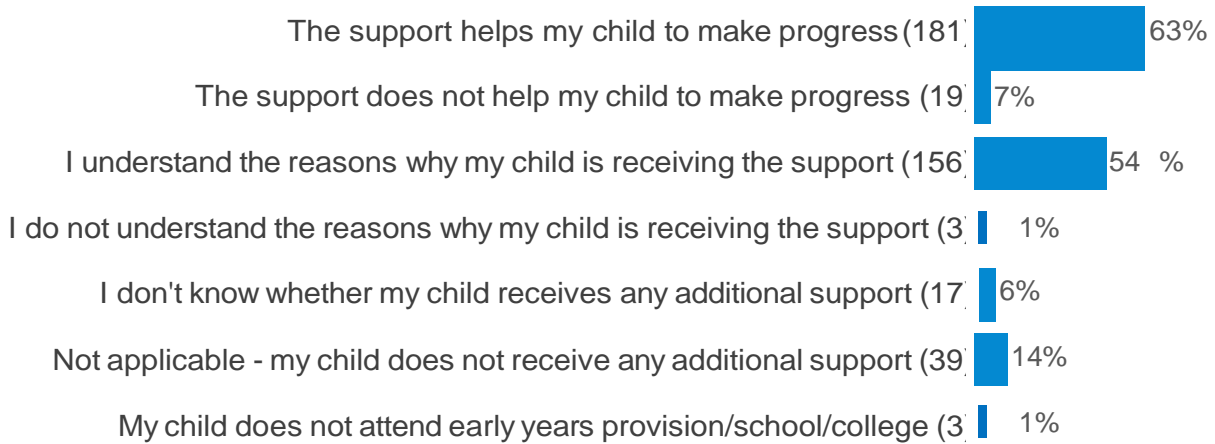 The support helps my child to make progress (181) 63%
The support does not help my child to make progress (19) 7%
I understand the reasons why my child is receiving the support (156) 54 %
I do not understand the reasons why my child is receiving the support (3) 1%
I don't know whether my child receives any additional support (17) 6%
Not applicable - my child does not receive any additional support (39) 14%
My child does not attend early years provision/school/college (3) 1%